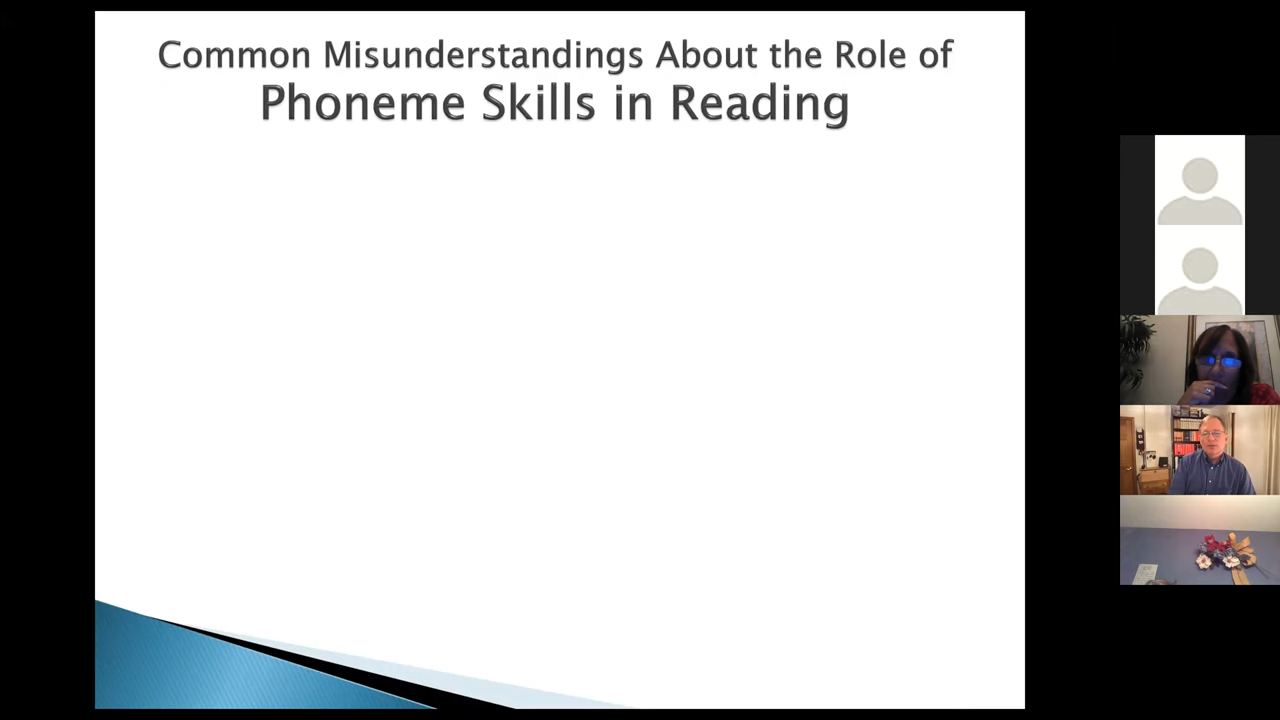 Common Misunderstandings About the Role of
Phoneme Skills in Reading